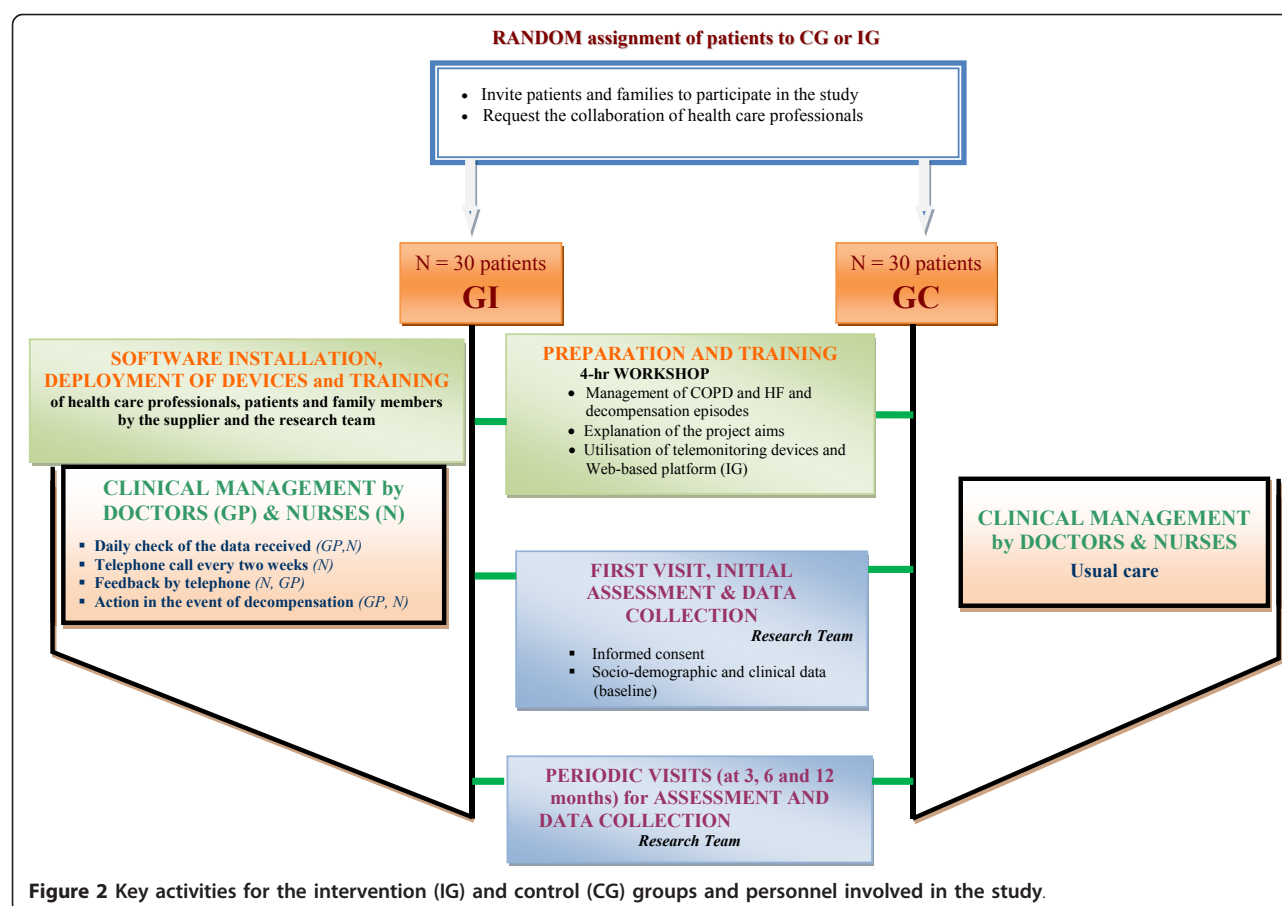 RANDOM assignment of patients to CG or IG
• Invite patients and families to participate in the study
• Request the collaboration of health care professionals
N = 30 patients
GI
N = 30 patients
GC
SOFTWARE INSTALLATION,
DEPLOYMENT OF DEVICES and TRAINING
of health care professionals, patients and family members
by the supplier and the research team
PREPARATION AND TRAINING
4-hr WORKSHOP
• Management of COPD and HF and
decompensation episodes
• Explanation of the project aims
• Utilisation of telemonitoring devices and
Web-based platform (IG)
CLINICAL MANAGEMENT by
DOCTORS (GP) & NURSES (N)
▪ Daily check of the data received (GP,N)
▪ Telephone call every two weeks (N)
▪ Feedback by telephone (N, GP)
▪ Action in the event of decompensation (GP, N)
CLINICAL MANAGEMENT
by DOCTORS & NURSES
Usual care
FIRST VISIT, INITIAL
ASSESSMENT & DATA
COLLECTION
Research Team
▪ Informed consent
▪ Socio-demographic and clinical data
(baseline)
PERIODIC VISITS (at 3, 6 and 12
months) for ASSESSMENT AND
DATA COLLECTION
Research Team
Figure 2 Key activities for the intervention (IG) and control (CG) groups and personnel involved in the study.